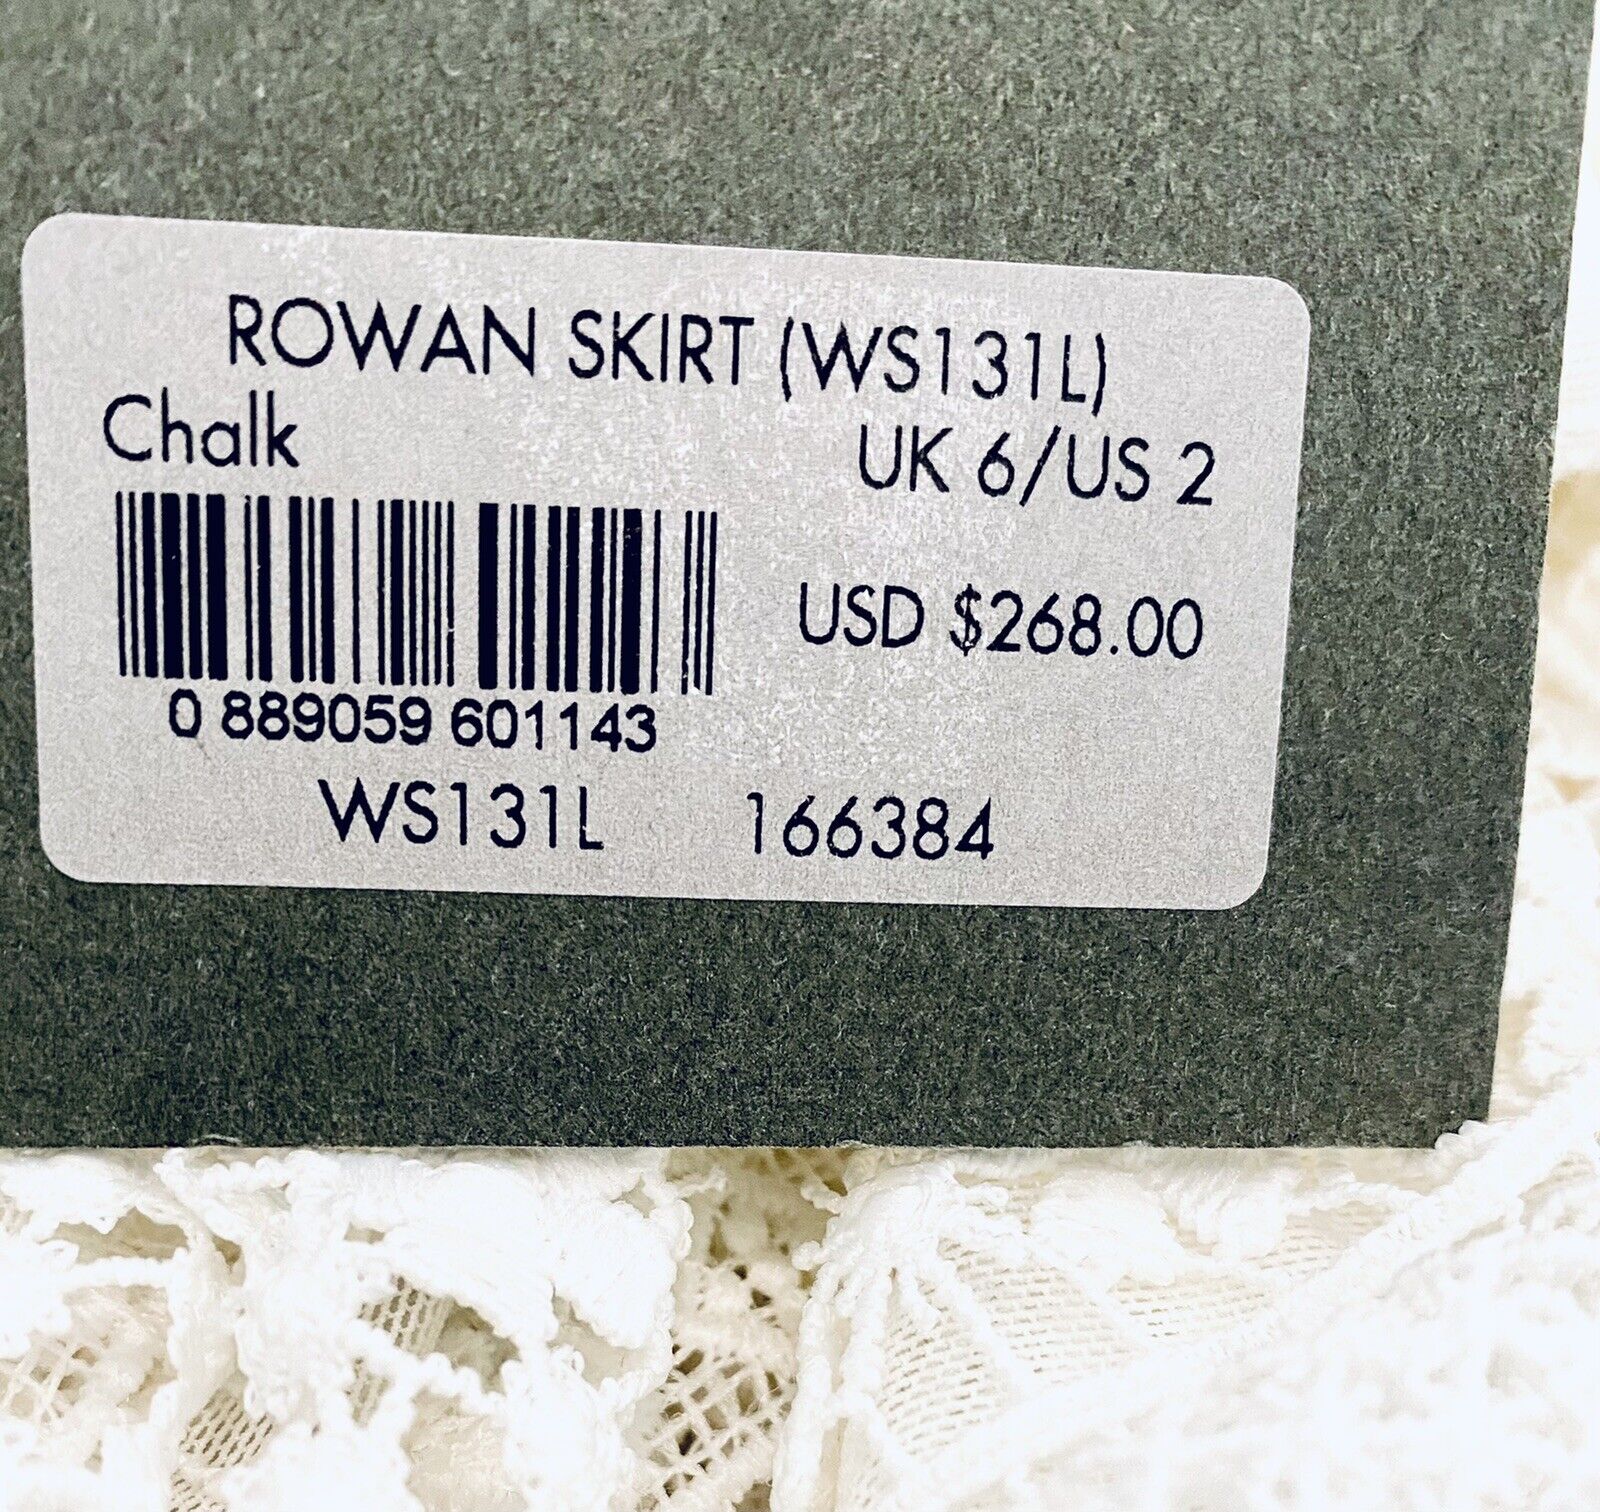 ROWAN SKIRT (WS131L)
Chalk UK 6/US 2
USD $268.00
0 889059 601143
WS131L 166384